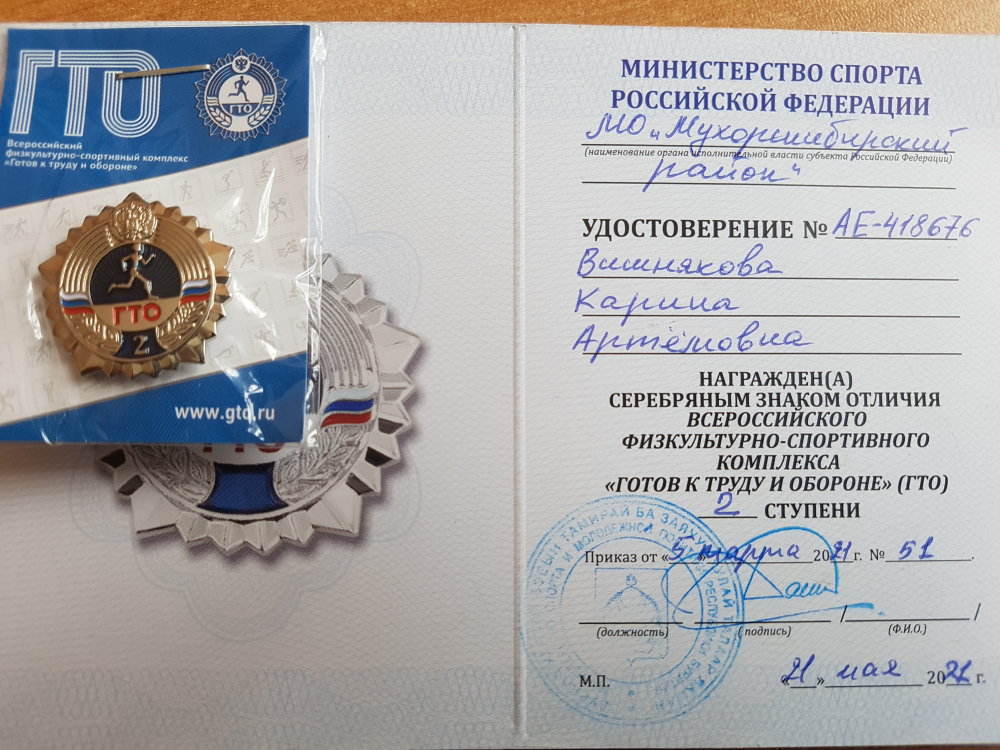 ГТО
ГТО
Всероссийский
физкультурно-спортивный комплекс
«Готов к труду и обороне»
ГТО
2
www.gto.ru
МИНИСТЕРСТВО СПОРТА
РОССИЙСКОЙ ФЕДЕРАЦИИ
МО „Мухоршибирский
(наименование органа исполнительной власти субъекта Российской Федерации)
район"
УДОСТОВЕРЕНИЕ № АЕ-418676
Вишнякова
Карина
Артёмовна
НАГРАЖДЕН(А)
СЕРЕБРЯНЫМ ЗНАКОМ ОТЛИЧИЯ
ВСЕРОССИЙСКОГО
ФИЗКУЛЬТУРНО-СПОРТИВНОГО
КОМПЛЕКСА
«ГОТОВ К ТРУДУ И ОБОРОНЕ» (ГТО)
2 СТУПЕНИ
Приказ от «5» марта 2021 г. № 51.
/ /
(должность) (подпись) (Ф.И.О.)
М.П. «21» мая 2021 г.